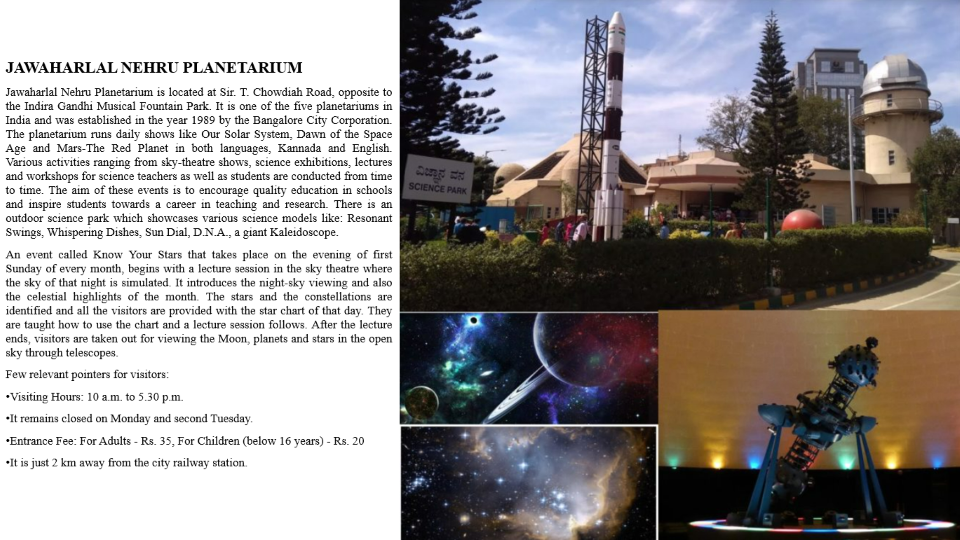 JAWAHARLAL NEHRU PLANETARIUM
Jawaharlal Nehru Planetarium is located at Sir. T. Chowdiah Road, opposite to
the Indira Gandhi Musical Fountain Park. It is one of the five planetariums in
India and was established in the year 1989 by the Bangalore City Corporation.
The planetarium runs daily shows like Our Solar System, Dawn of the Space
Age and Mars-The Red Planet in both languages, Kannada and English.
Various activities ranging from sky-theatre shows, science exhibitions, lectures
and workshops for science teachers as well as students are conducted from time
to time. The aim of these events is to encourage quality education in schools
and inspire students towards a career in teaching and research. There is an
outdoor science park which showcases various science models like: Resonant
Swings, Whispering Dishes, Sun Dial, D.N.A., a giant Kaleidoscope.
An event called Know Your Stars that takes place on the evening of first
Sunday of every month, begins with a lecture session in the sky theatre where
the sky of that night is simulated. It introduces the night-sky viewing and also
the celestial highlights of the month. The stars and the constellations are
identified and all the visitors are provided with the star chart of that day. They
are taught how to use the chart and a lecture session follows. After the lecture
ends, visitors are taken out for viewing the Moon, planets and stars in the open
sky through telescopes.
Few relevant pointers for visitors:
•Visiting Hours: 10 a.m. to 5.30 p.m.
•It remains closed on Monday and second Tuesday.
•Entrance Fee: For Adults - Rs. 35, For Children (below 16 years) - Rs. 20
•It is just 2 km away from the city railway station.
ವಿಜ್ಞಾನ ವನ
SCIENCE PARK